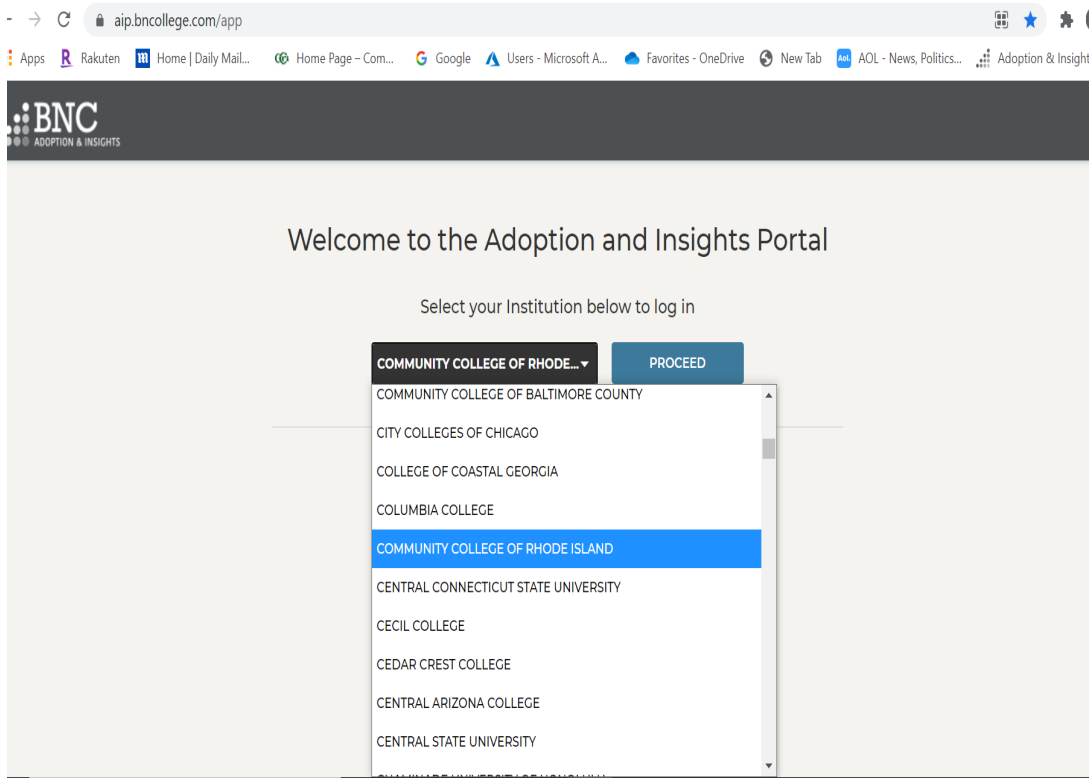 aip.bncollege.com/app
Apps Rakuten Home | Daily Mail... Home Page – Com... Google Users - Microsoft A... Favorites - OneDrive New Tab Aol. AOL - News, Politics... Adoption & Insight
BNC
ADOPTION & INSIGHTS
Welcome to the Adoption and Insights Portal
Select your Institution below to log in
COMMUNITY COLLEGE OF RHODE... PROCEED
COMMUNITY COLLEGE OF BALTIMORE COUNTY
CITY COLLEGES OF CHICAGO
COLLEGE OF COASTAL GEORGIA
COLUMBIA COLLEGE
COMMUNITY COLLEGE OF RHODE ISLAND
CENTRAL CONNECTICUT STATE UNIVERSITY
CECIL COLLEGE
CEDAR CREST COLLEGE
CENTRAL ARIZONA COLLEGE
CENTRAL STATE UNIVERSITY